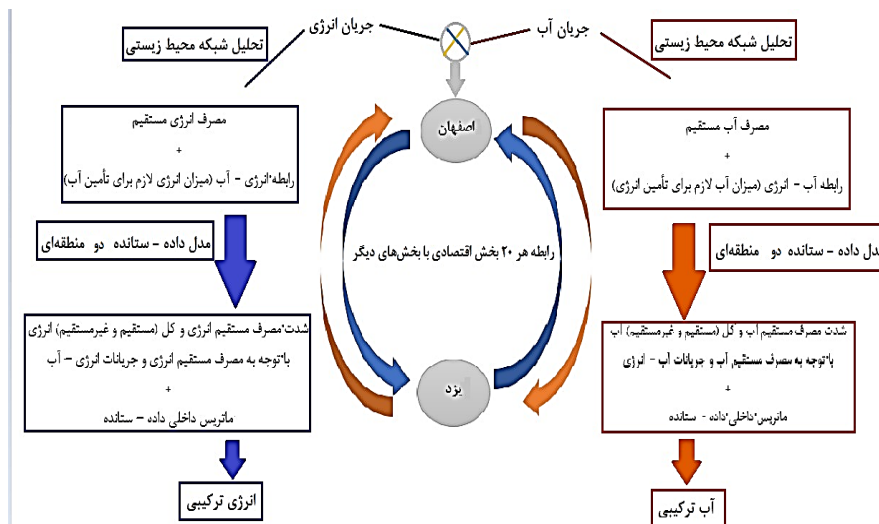 جریان آب
جریان انرژی
تحلیل شبکه محیط زیستی
تحلیل شبکه محیط زیستی
اصفهان
مصرف آب مستقیم
+
رابطه آب - انرژی (میزان آب لازم برای تأمین انرژی)
مصرف انرژی مستقیم
+
رابطه انرژی - آب (میزان انرژی لازم برای تأمین آب)
مدل داده - ستانده دو منطقه‌ای
رابطه هر ۲۰ بخش اقتصادی با بخش‌های دیگر
مدل داده - ستانده دو منطقه‌ای
شدت مصرف مستقیم آب و کل (مستقیم و غیرمستقیم) آب
با توجه به مصرف مستقیم آب و جریانات آب - انرژی
+
ماتریس داخلی داده - ستانده
یزد
شدت مصرف مستقیم انرژی و کل (مستقیم و غیرمستقیم) انرژی
با توجه به مصرف مستقیم انرژی و جریانات انرژی - آب
+
ماتریس داخلی داده - ستانده
آب ترکیبی
انرژی ترکیبی